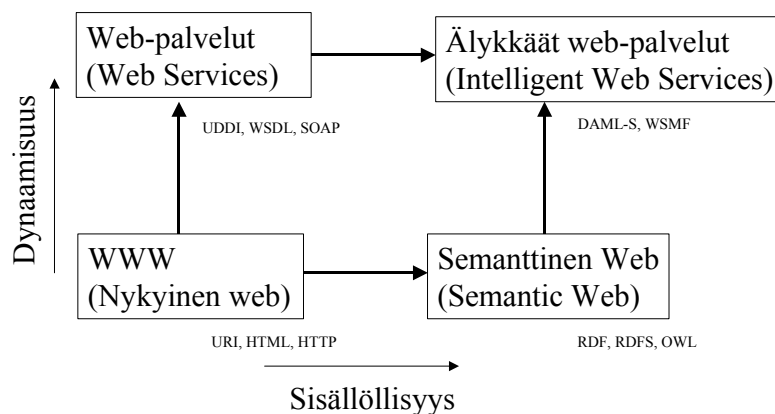 Web-palvelut
(Web Services)
Älykkäät web-palvelut
(Intelligent Web Services)
UDDI, WSDL, SOAP
DAML-S, WSMF
Dynaamisuus
WWW
(Nykyinen web)
Semanttinen Web
(Semantic Web)
URI, HTML, HTTP
RDF, RDFS, OWL
Sisällöllisyys